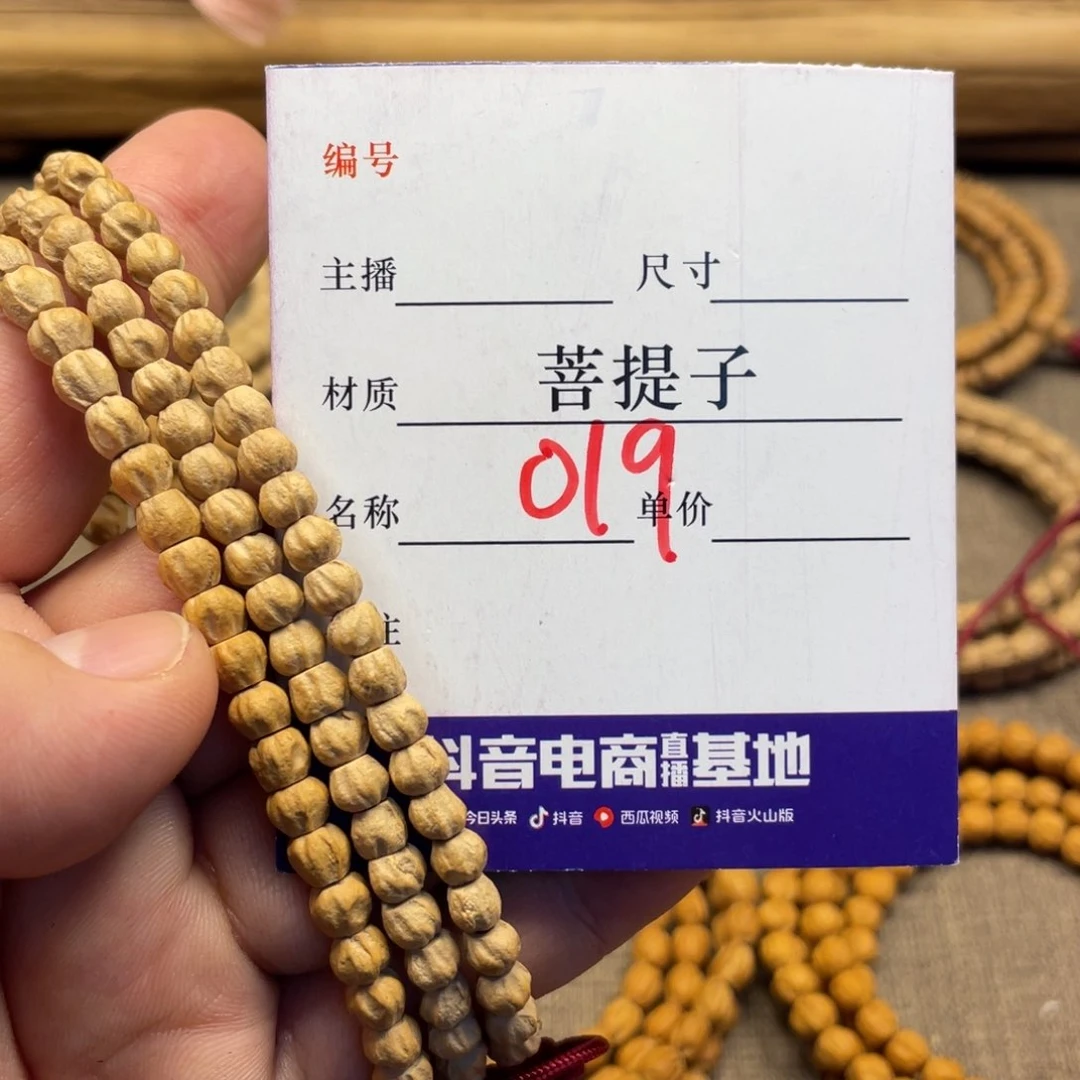 编号
主播 尺寸
材质 菩提子
019
名称 单价
注
抖音电商直播基地
今日头条 抖音 西瓜视频 抖音火山版